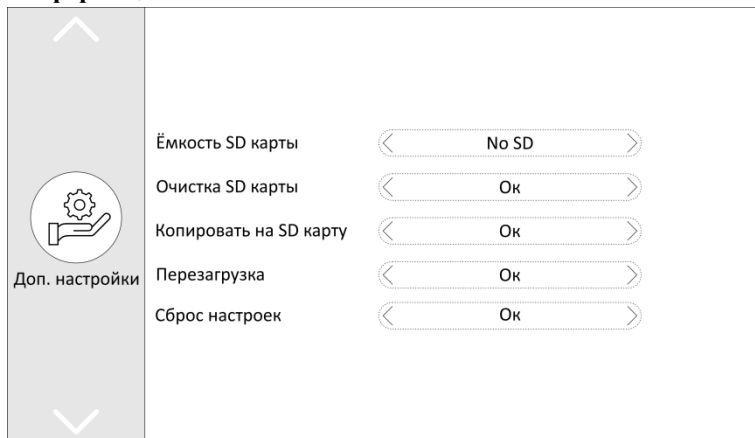 Ёмкость SD карты No SD
Очистка SD карты Ок
Копировать на SD карту Ок
Доп. настройки Перезагрузка Ок
Сброс настроек Ок